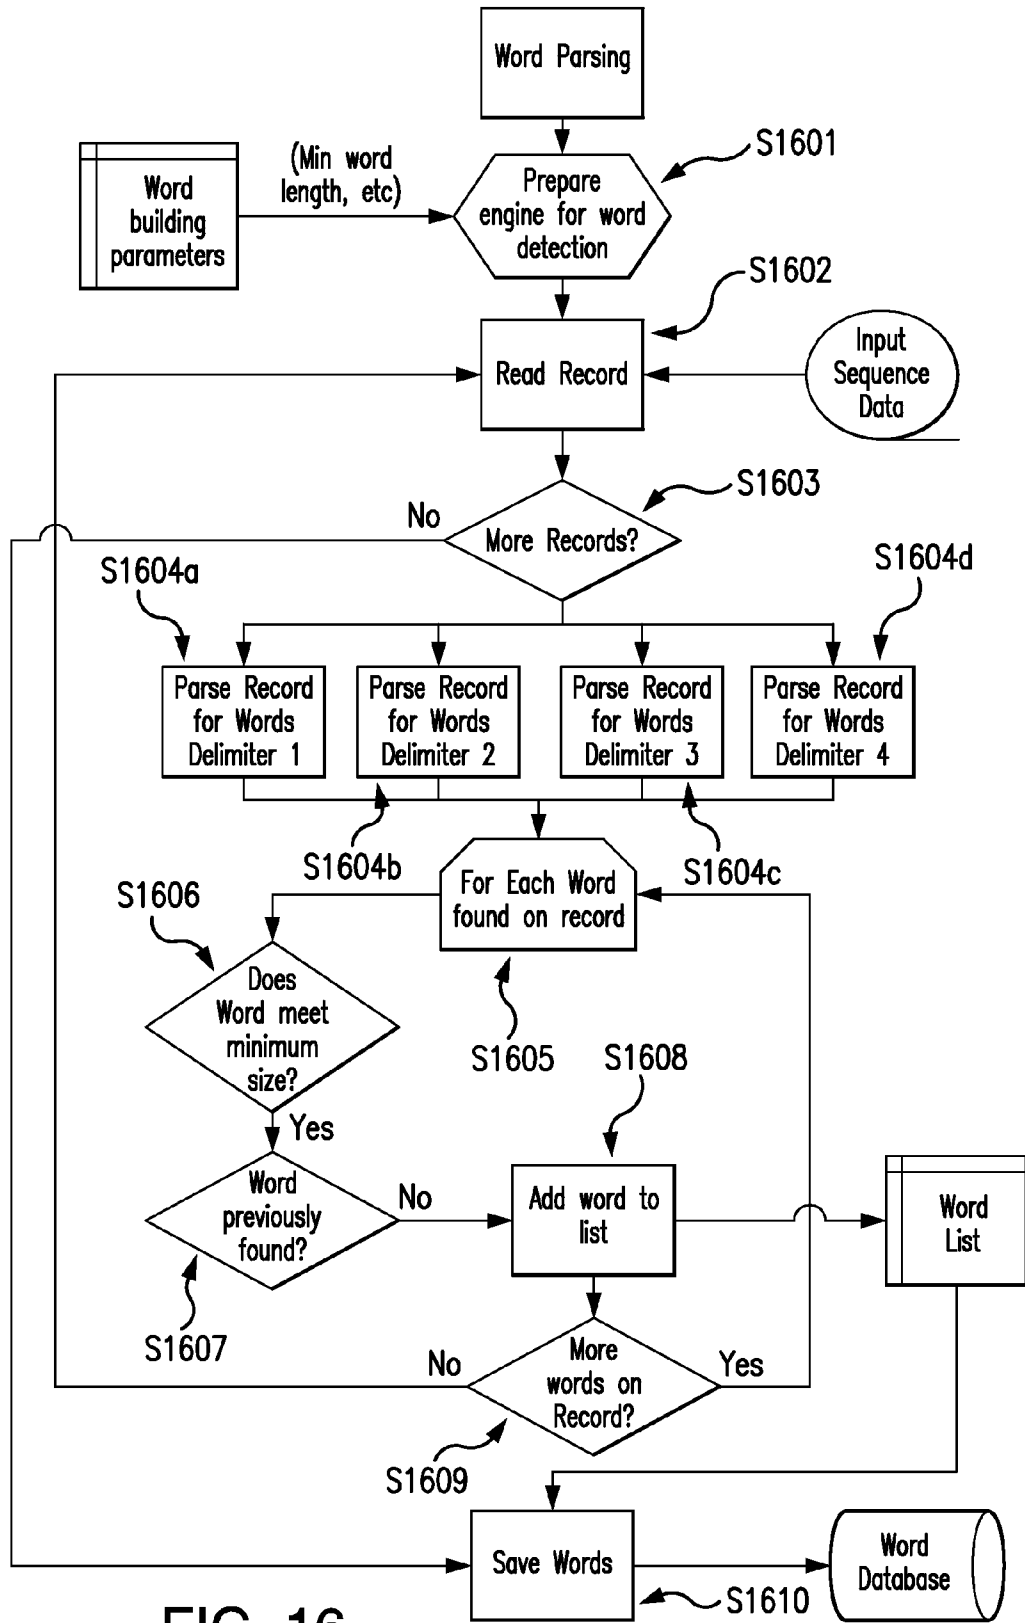 Word Parsing
S1601
(Min word
length, etc)
Word
building
parameters
Prepare
engine for word
detection
S1602
Read Record
Input
Sequence
Data
S1603
No
More Records?
S1604a
S1604d
Parse Record
for Words
Delimiter 1
Parse Record
for Words
Delimiter 2
Parse Record
for Words
Delimiter 3
Parse Record
for Words
Delimiter 4
S1604b
S1604c
For Each Word
found on record
S1606
Does
Word meet
minimum
size?
S1605
S1608
Yes
Word
previously
found?
No
Add word to
list
Word
List
S1607
No
More
words on
Record?
Yes
S1609
Save Words
Word
Database
S1610
FIG. 16